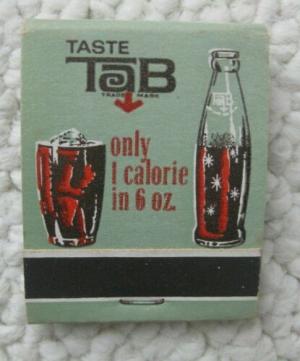 TASTE
TaB
TRADE MARK
only
1 calorie
in 6 oz.